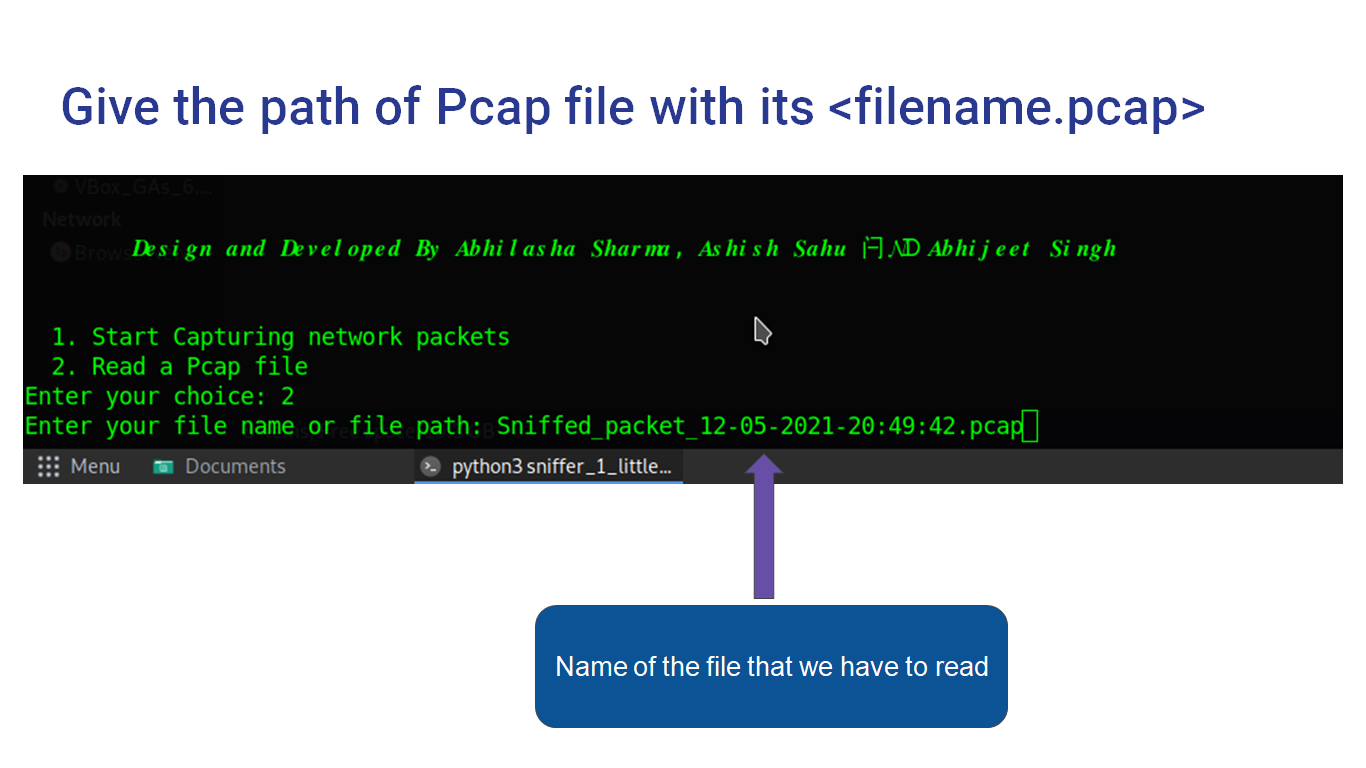 Give the path of Pcap file with its <filename.pcap>
VBox_GAs_6....
Network
Brows
Design and Developed By Abhilasha Sharma, Ashish Sahu AND Abhijeet Singh
1. Start Capturing network packets
2. Read a Pcap file
Enter your choice: 2
Enter your file name or file path: Sniffed_packet_12-05-2021-20:49:42.pcap
Menu Documents python3 sniffer_1_little...
Name of the file that we have to read